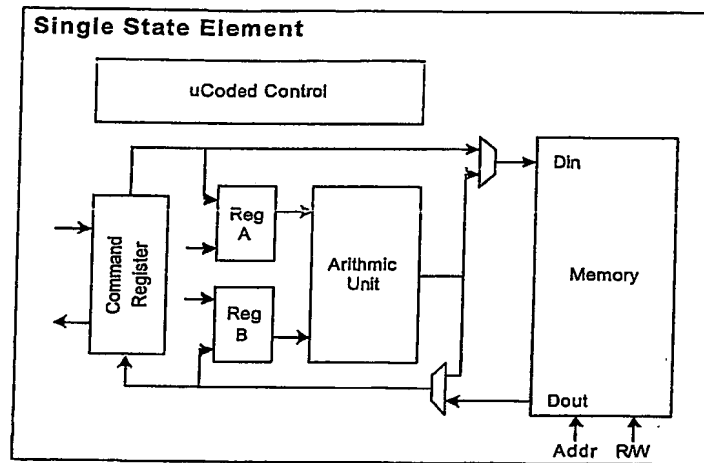 Single State Element
uCoded Control
Din
Reg
A
Command
Register
Arithmic
Unit
Memory
Reg
B
Dout
Addr R/W